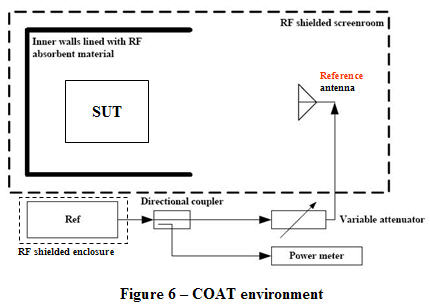 RF shielded screenroom
Inner walls lined with RF
absorbent material
Reference
antenna
SUT
Directional coupler
Ref
Variable attenuator
RF shielded enclosure
Power meter
Figure 6 – COAT environment